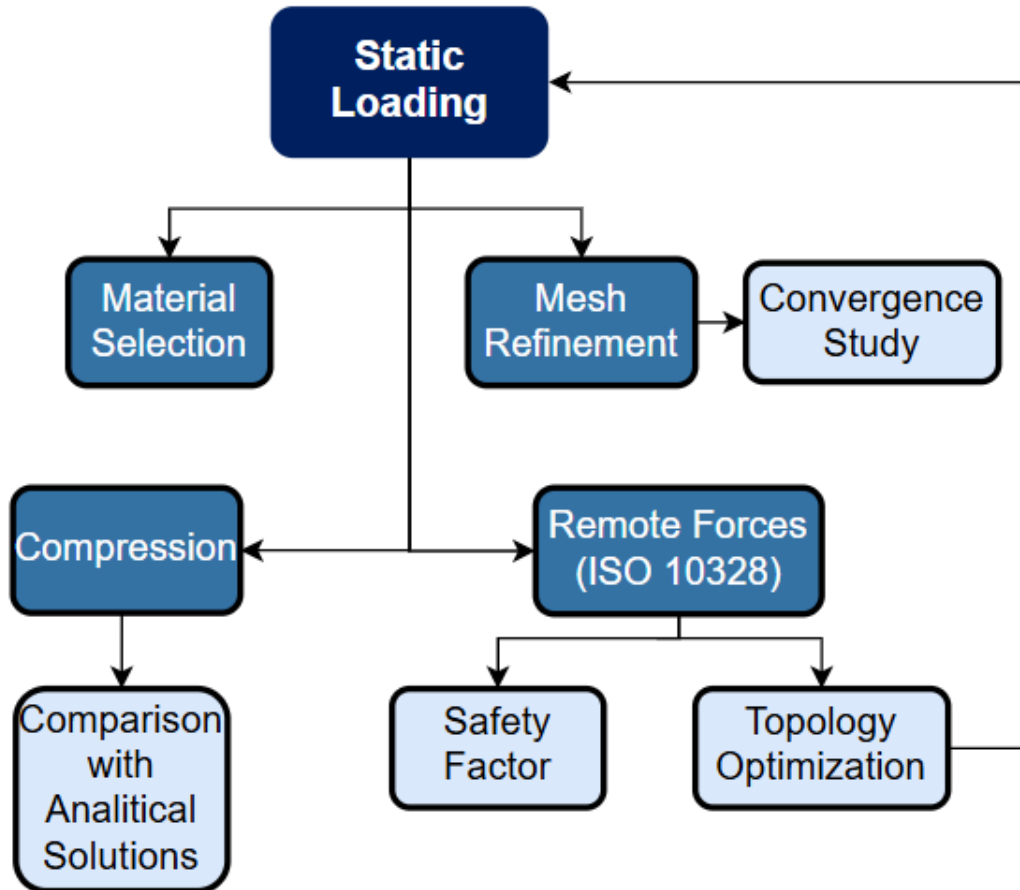 Static
Loading
Material
Selection
Mesh
Refinement
Convergence
Study
Compression
Remote Forces
(ISO 10328)
Comparison
with
Analitical
Solutions
Safety
Factor
Topology
Optimization